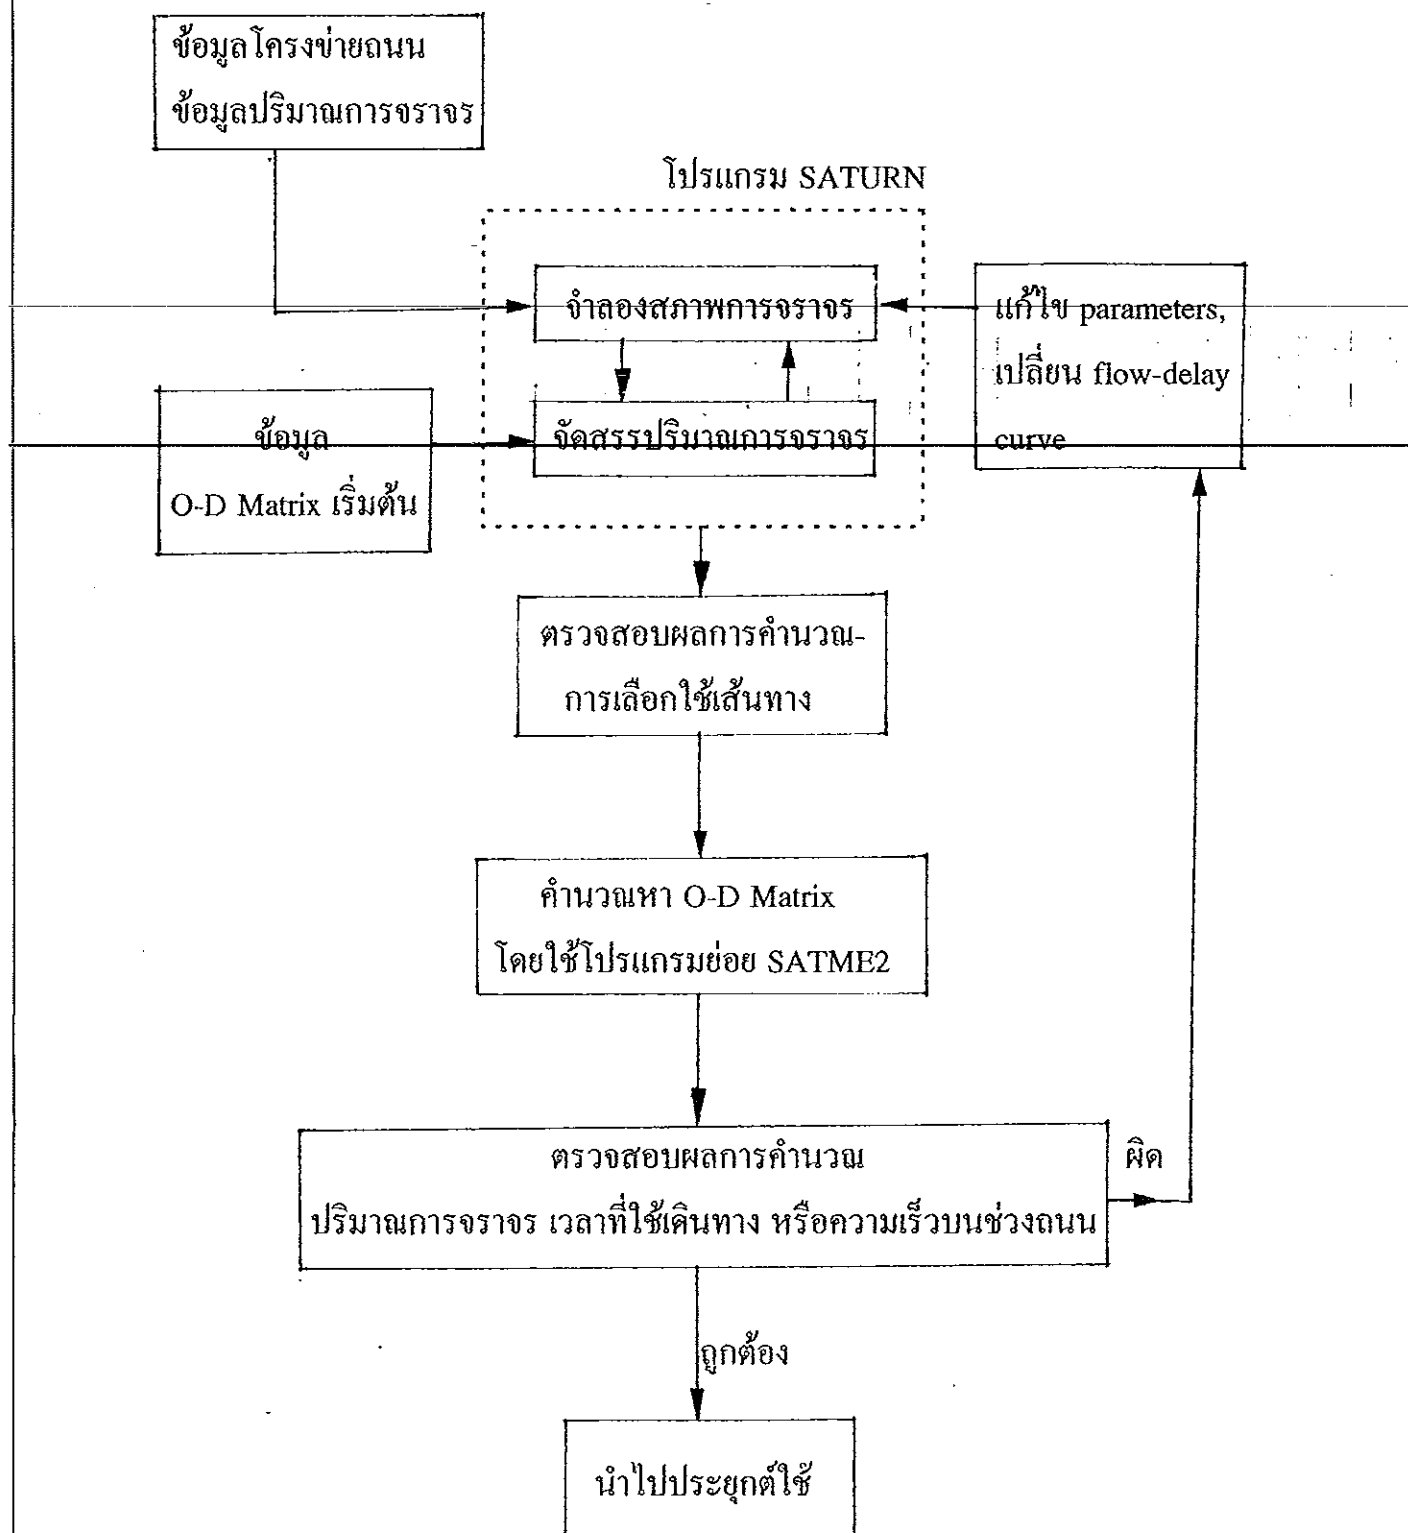 ข้อมูลโครงข่ายถนน
ข้อมูลปริมาณการจราจร
โปรแกรม SATURN
จำลองสภาพการจราจร
แก้ไข parameters,
เปลี่ยน flow-delay
curve
ข้อมูล
O-D Matrix เริ่มต้น
จัดสรรปริมาณการจราจร
ตรวจสอบผลการคำนวณ-
การเลือกใช้เส้นทาง
คำนวณหา O-D Matrix
โดยใช้โปรแกรมย่อย SATME2
ตรวจสอบผลการคำนวณ
ปริมาณการจราจร เวลาที่ใช้เดินทาง หรือความเร็วบนช่วงถนน
ผิด
ถูกต้อง
นำไปประยุกต์ใช้